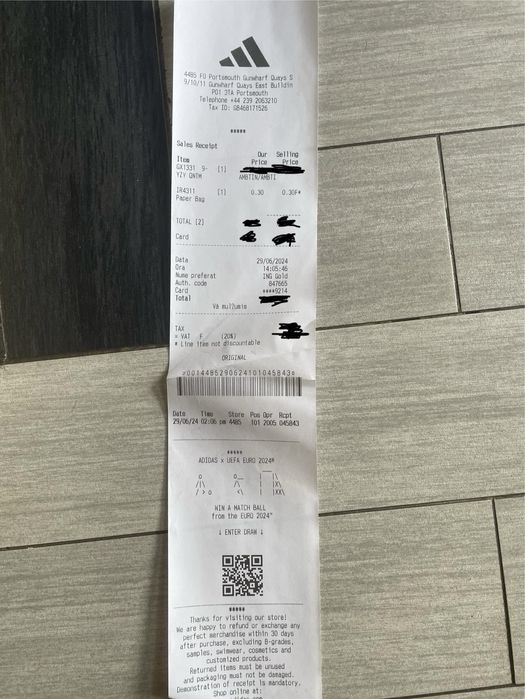 4485 FO Portsmouth Gunwharf Quays S
9/10/11 Gunwharf Quays East Buildin
PO1 3TA Portsmouth
Telephone +44 239 2063210
Tax ID: GB468171526
*****
Sales Receipt
Our Selling
Item Price Price
GX1331 9- [1]
YZY QNTM AMBTIN/AMBTI
IR4311 [1] 0.30 0.30F#
Paper Bag
TOTAL [2]
Card
Data 29/06/2024
Ora 14:05:46
Nume preferat ING Gold
Auth. code 847665
Card ****9214
Total
Vă mulţumim
TAX
= VAT F (20%)
# Line item not discountable
ORIGINAL
Date Time Store Pos Opr Rcpt
29/06/24 02:06 pm 4485 101 2005 045843
*****
ADIDAS x UEFA EURO 2024*
WIN A MATCH BALL
from the EURO 2024"
↓ ENTER DRAW ↓
*****
Thanks for visiting our store!
We are happy to refund or exchange any
perfect merchandise within 30 days
after purchase, excluding B-grades,
samples, swimwear, cosmetics and
customized products.
Returned items must be unused
and packaging must not be damaged.
Demonstration of receipt is mandatory.
Shop online at: